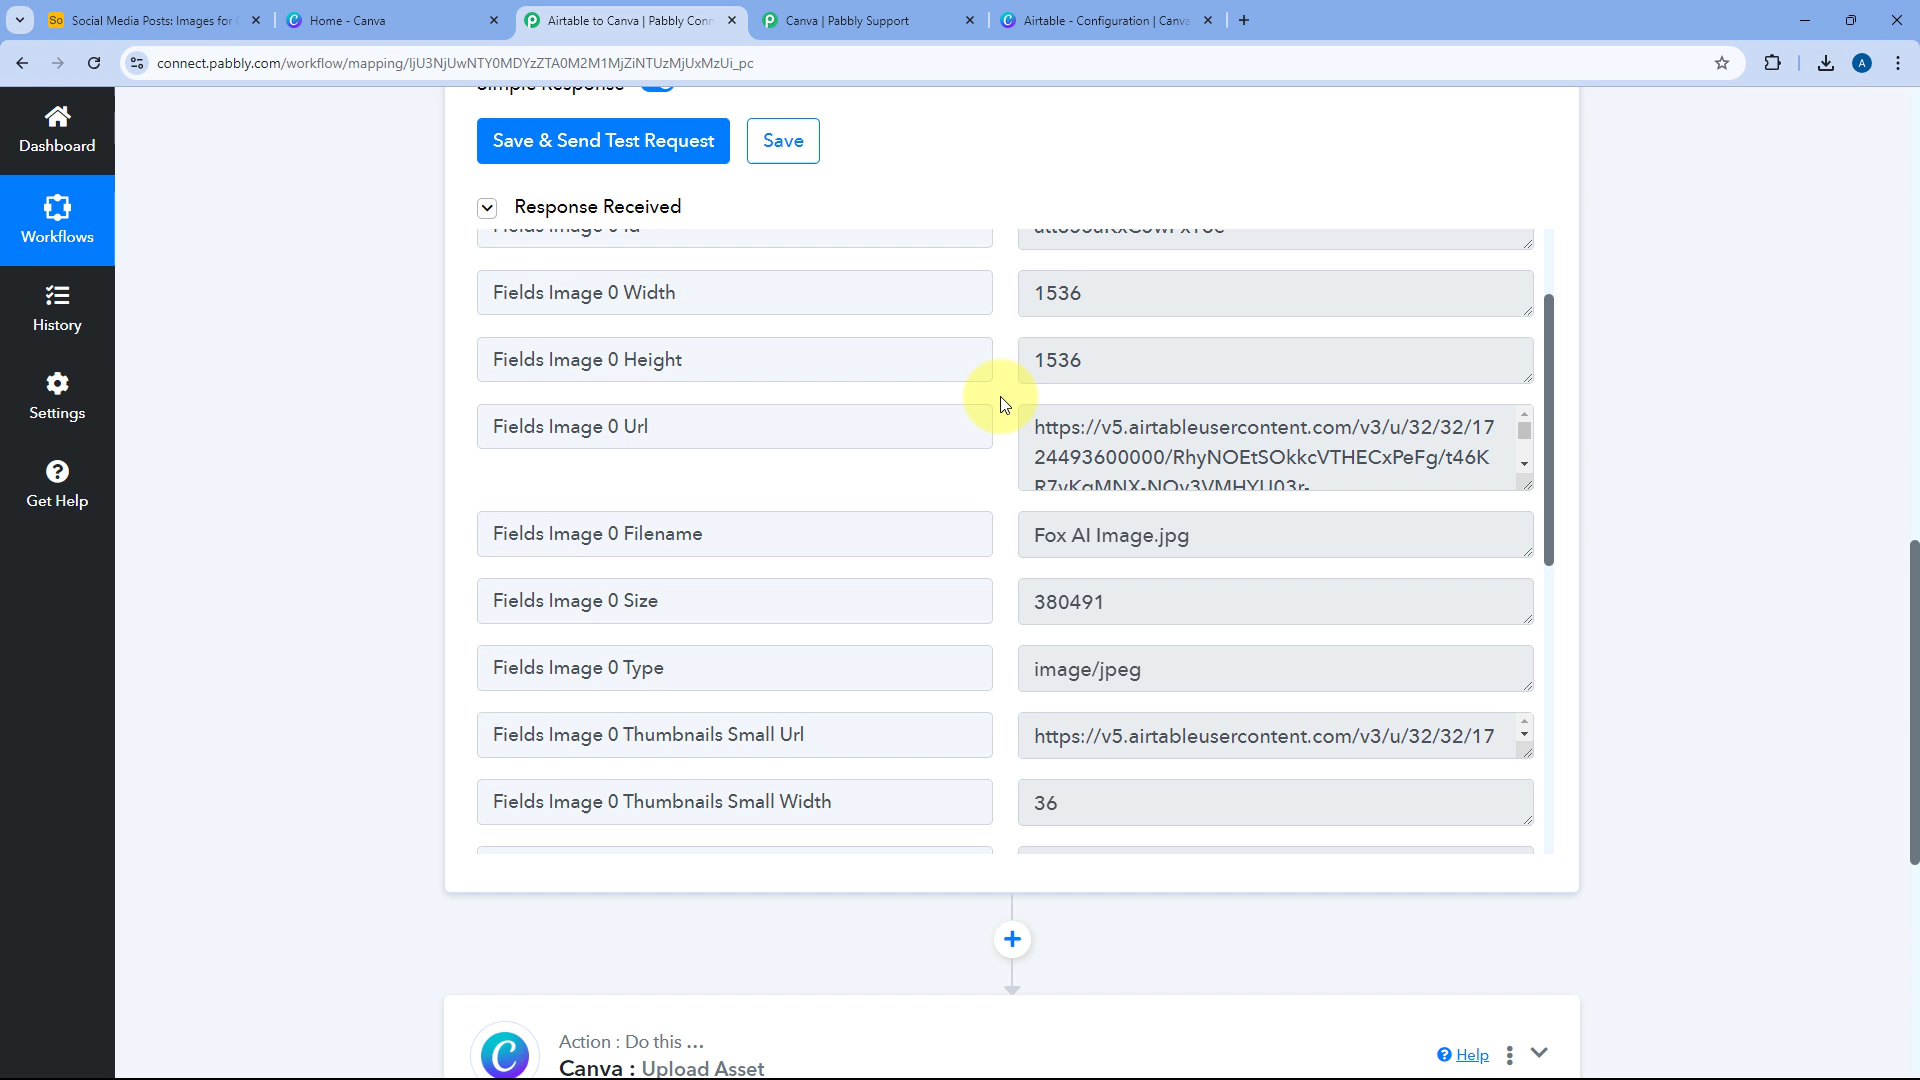 Social Media Posts: Images for
Home - Canva
Airtable to Canva | Pabbly Conn
Canva | Pabbly Support
Airtable - Configuration | Canva
connect.pabbly.com/workflow/mapping/IjU3NjUwNTY0MDYzZTA0M2M1MjZiNTUzMjUxMzUi_pc
Dashboard
Workflows
History
Settings
Get Help
Simple Response
Save & Send Test Request
Save
Response Received
Fields Image 0 Id
Fields Image 0 Width
1536
Fields Image 0 Height
1536
Fields Image 0 Url
https://v5.airtableusercontent.com/v3/u/32/32/17
24493600000/RhyNOEtSOkkcVTHECxPeFg/t46K
Fields Image 0 Filename
Fox AI Image.jpg
Fields Image 0 Size
380491
Fields Image 0 Type
image/jpeg
Fields Image 0 Thumbnails Small Url
https://v5.airtableusercontent.com/v3/u/32/32/17
Fields Image 0 Thumbnails Small Width
36
Action : Do this ...
Canva : Upload Asset
Help